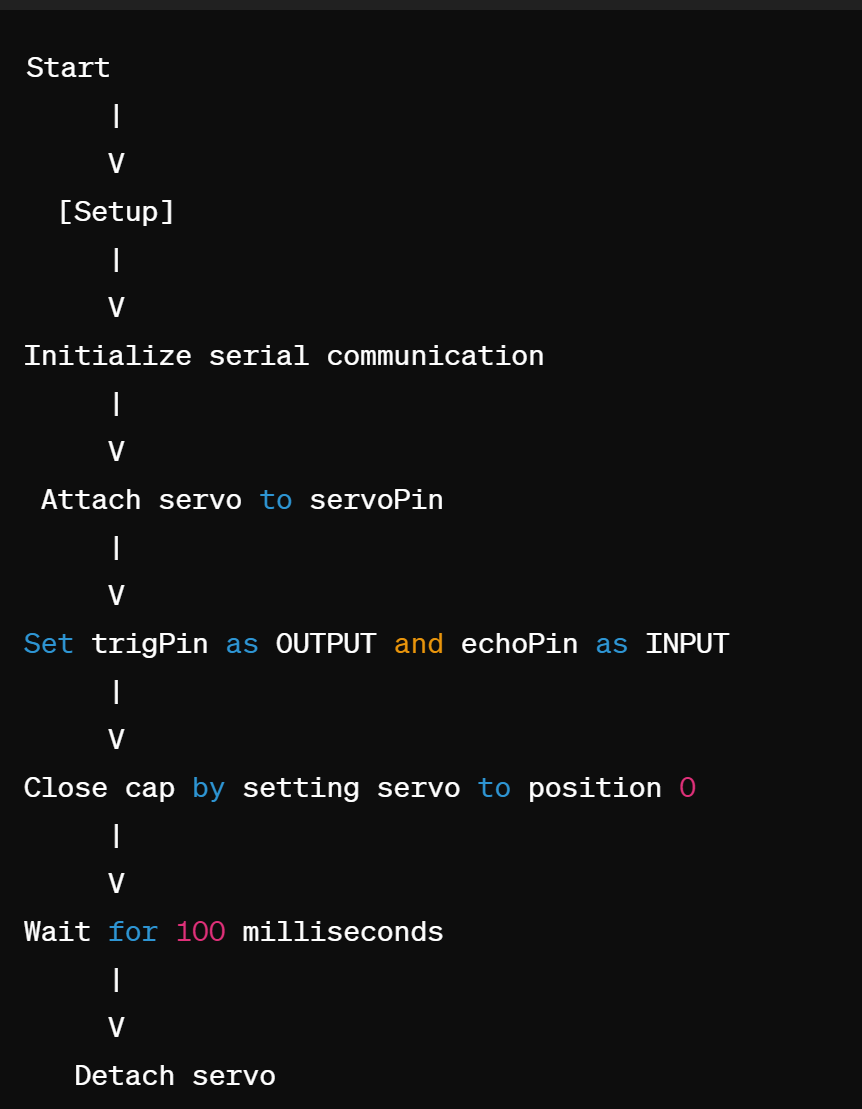 Start
|
V
[Setup]
|
V
Initialize serial communication
|
V
Attach servo to servoPin
|
V
Set trigPin as OUTPUT and echoPin as INPUT
|
V
Close cap by setting servo to position 0
|
V
Wait for 100 milliseconds
|
V
Detach servo